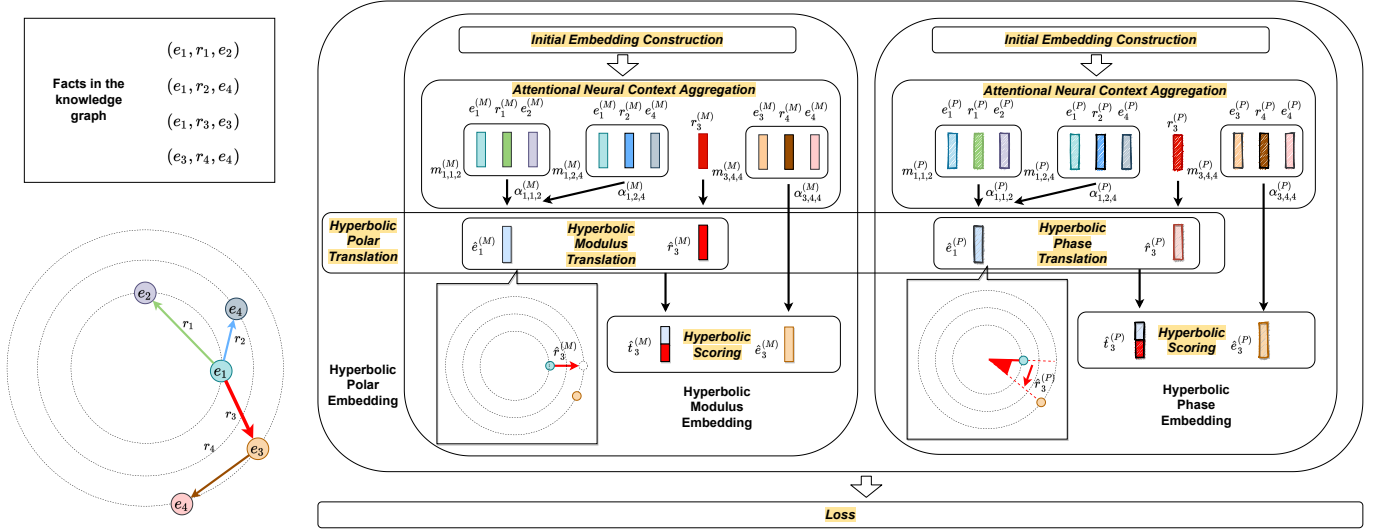 Facts in the
knowledge
graph
(e₁, r₁, e₂)
(e₁, r₂, e₄)
(e₁, r₃, e₃)
(e₃, r₄, e₄)
e₂
e₄
r₁
r₂
e₁
r₃
r₄
e₃
e₄
Initial Embedding Construction
Attentional Neural Context Aggregation
e₁^(M) r₁^(M) e₂^(M)
e₁^(M) r₂^(M) e₄^(M)
r₃^(M)
e₃^(M) r₄^(M) e₄^(M)
m₁,₁,₂^(M)
m₁,₂,₄^(M)
m₃,₄,₄^(M)
α₁,₁,₂^(M)
α₁,₂,₄^(M)
α₃,₄,₄^(M)
Hyperbolic
Polar
Translation
ê₁^(M)
Hyperbolic
Modulus
Translation
r̂₃^(M)
r̂₃^(M)
t̂₃^(M)
Hyperbolic
Scoring
ê₃^(M)
Hyperbolic
Polar
Embedding
Hyperbolic
Modulus
Embedding
Initial Embedding Construction
Attentional Neural Context Aggregation
e₁^(P) r₁^(P) e₂^(P)
e₁^(P) r₂^(P) e₄^(P)
r₃^(P)
e₃^(P) r₄^(P) e₄^(P)
m₁,₁,₂^(P)
m₁,₂,₄^(P)
m₃,₄,₄^(P)
α₁,₁,₂^(P)
α₁,₂,₄^(P)
α₃,₄,₄^(P)
ê₁^(P)
Hyperbolic
Phase
Translation
r̂₃^(P)
r̂₃^(P)
t̂₃^(P)
Hyperbolic
Scoring
ê₃^(P)
Hyperbolic
Phase
Embedding
Loss